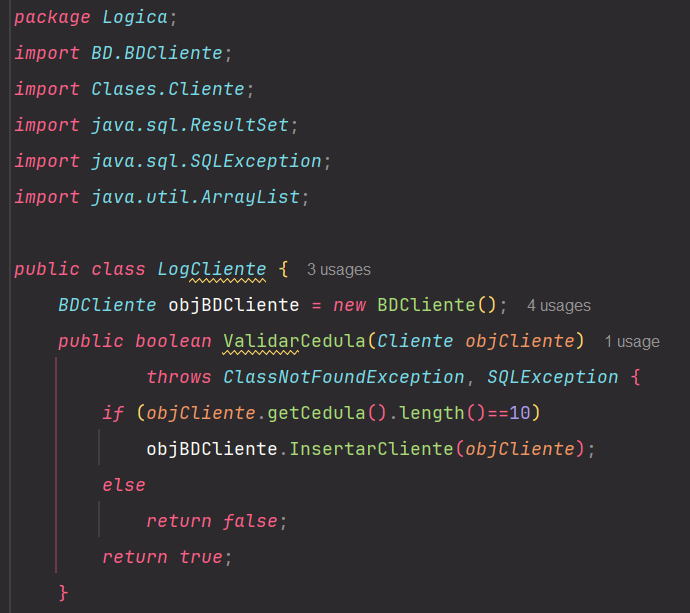 package Logica;
import BD.BDCliente;
import Clases.Cliente;
import java.sql.ResultSet;
import java.sql.SQLException;
import java.util.ArrayList;
public class LogCliente { 3 usages
BDCliente objBDCliente = new BDCliente(); 4 usages
public boolean ValidarCedula(Cliente objCliente) 1 usage
throws ClassNotFoundException, SQLException {
if (objCliente.getCedula().length()==10)
objBDCliente.InsertarCliente(objCliente);
else
return false;
return true;
}